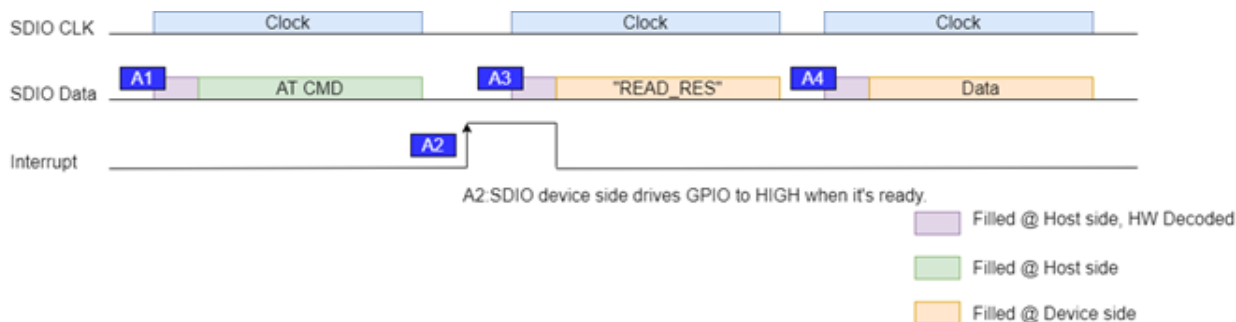 SDIO CLK
Clock
Clock
Clock
SDIO Data
A1
AT CMD
A3
"READ_RES"
A4
Data
Interrupt
A2
A2:SDIO device side drives GPIO to HIGH when it's ready.
Filled @ Host side, HW Decoded
Filled @ Host side
Filled @ Device side